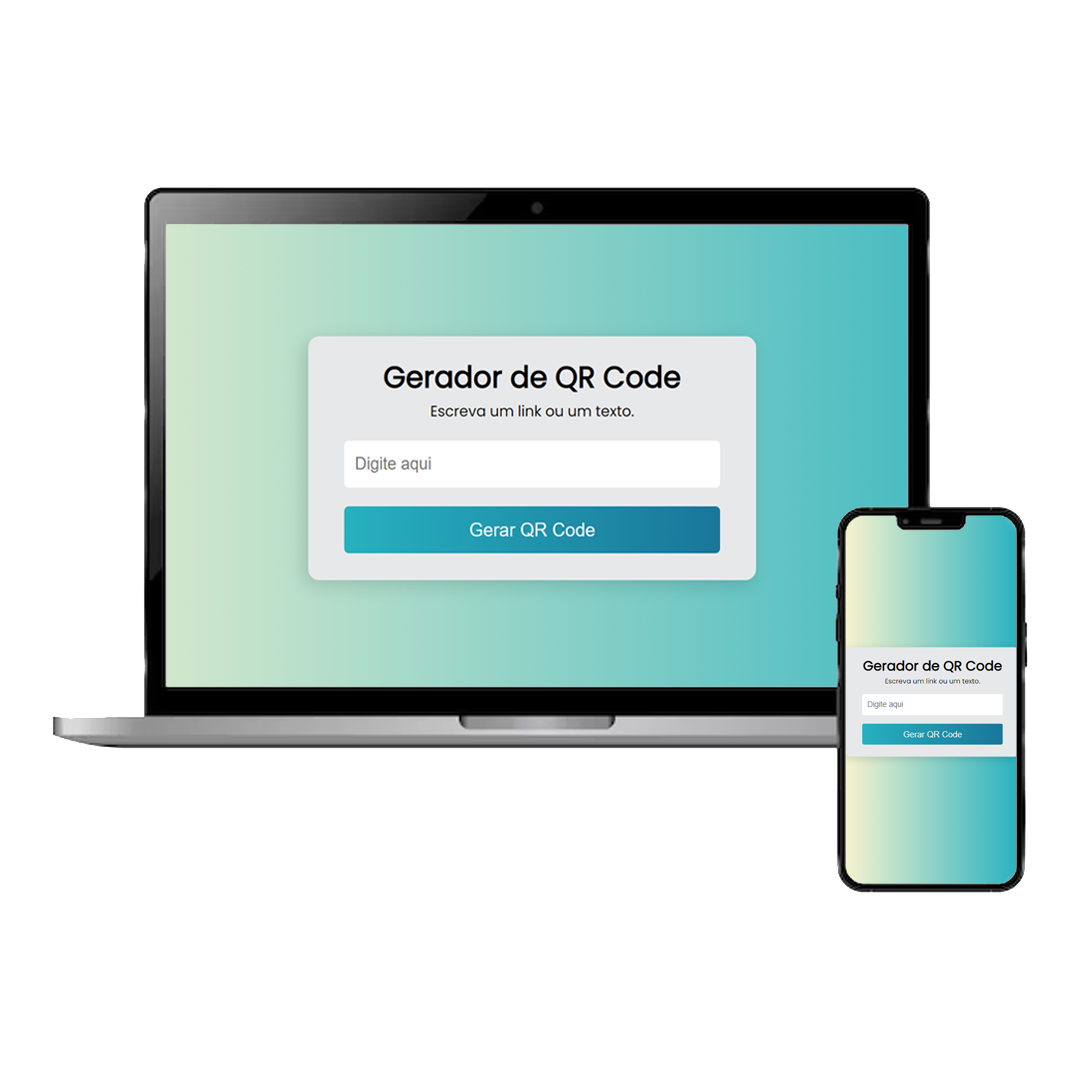 Gerador de QR Code
Escreva um link ou um texto.
Digite aqui
Gerar QR Code
Gerador de QR Code
Escreva um link ou um texto.
Digite aqui
Gerar QR Code